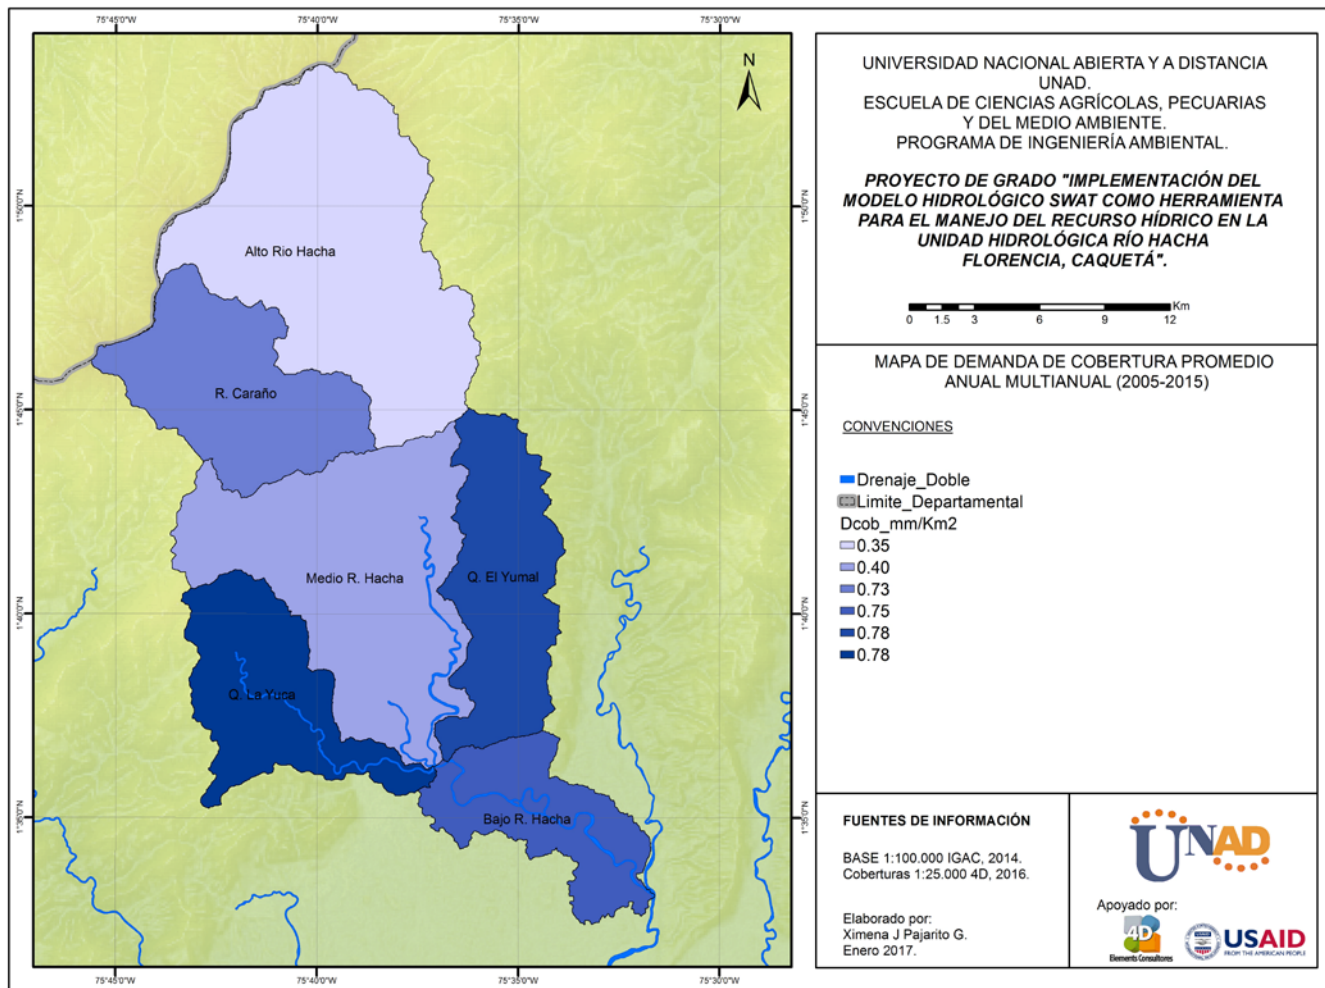 75°45'0"W
75°40'0"W
75°35'0"W
75°30'0"W
1°50'0"N
1°45'0"N
1°40'0"N
1°35'0"N
1°50'0"N
1°45'0"N
1°40'0"N
1°35'0"N
75°45'0"W
75°40'0"W
75°35'0"W
75°30'0"W
N
Alto Rio Hacha
R. Caraño
Medio R. Hacha
Q. El Yumal
Q. La Yuca
Bajo R. Hacha
UNIVERSIDAD NACIONAL ABIERTA Y A DISTANCIA
UNAD.
ESCUELA DE CIENCIAS AGRÍCOLAS, PECUARIAS
Y DEL MEDIO AMBIENTE.
PROGRAMA DE INGENIERÍA AMBIENTAL.
PROYECTO DE GRADO "IMPLEMENTACIÓN DEL
MODELO HIDROLÓGICO SWAT COMO HERRAMIENTA
PARA EL MANEJO DEL RECURSO HÍDRICO EN LA
UNIDAD HIDROLÓGICA RÍO HACHA
FLORENCIA, CAQUETÁ".
Km
0 1.5 3 6 9 12
MAPA DE DEMANDA DE COBERTURA PROMEDIO
ANUAL MULTIANUAL (2005-2015)
CONVENCIONES
Drenaje_Doble
Limite_Departamental
Dcob_mm/Km2
0.35
0.40
0.73
0.75
0.78
0.78
FUENTES DE INFORMACIÓN
BASE 1:100.000 IGAC, 2014.
Coberturas 1:25.000 4D, 2016.
Elaborado por:
Ximena J Pajarito G.
Enero 2017.
UNAD
Apoyado por:
4D
Elements Consultores
USAID
FROM THE AMERICAN PEOPLE